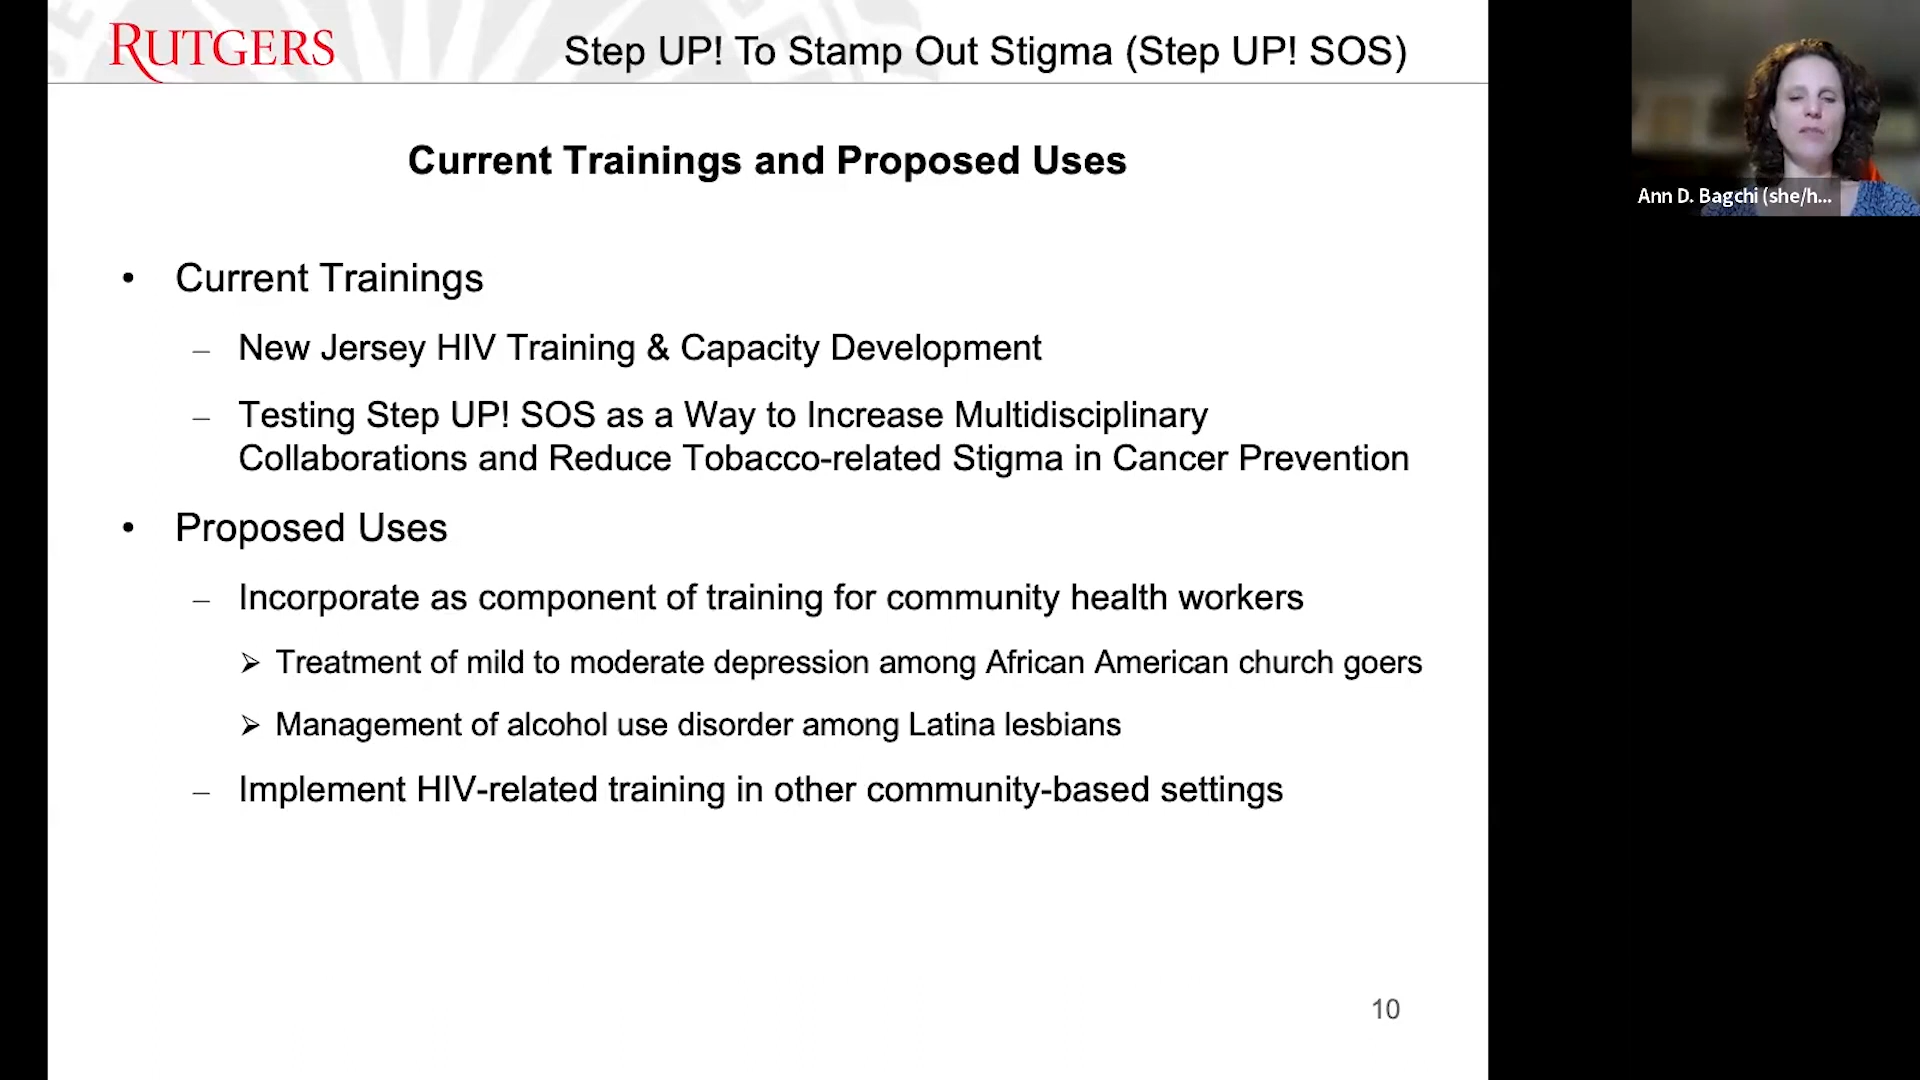 RUTGERS
Step UP! To Stamp Out Stigma (Step UP! SOS)
Ann D. Bagchi (she/h...
Current Trainings and Proposed Uses
• Current Trainings
– New Jersey HIV Training & Capacity Development
– Testing Step UP! SOS as a Way to Increase Multidisciplinary
Collaborations and Reduce Tobacco-related Stigma in Cancer Prevention
• Proposed Uses
– Incorporate as component of training for community health workers
➢ Treatment of mild to moderate depression among African American church goers
➢ Management of alcohol use disorder among Latina lesbians
– Implement HIV-related training in other community-based settings
10